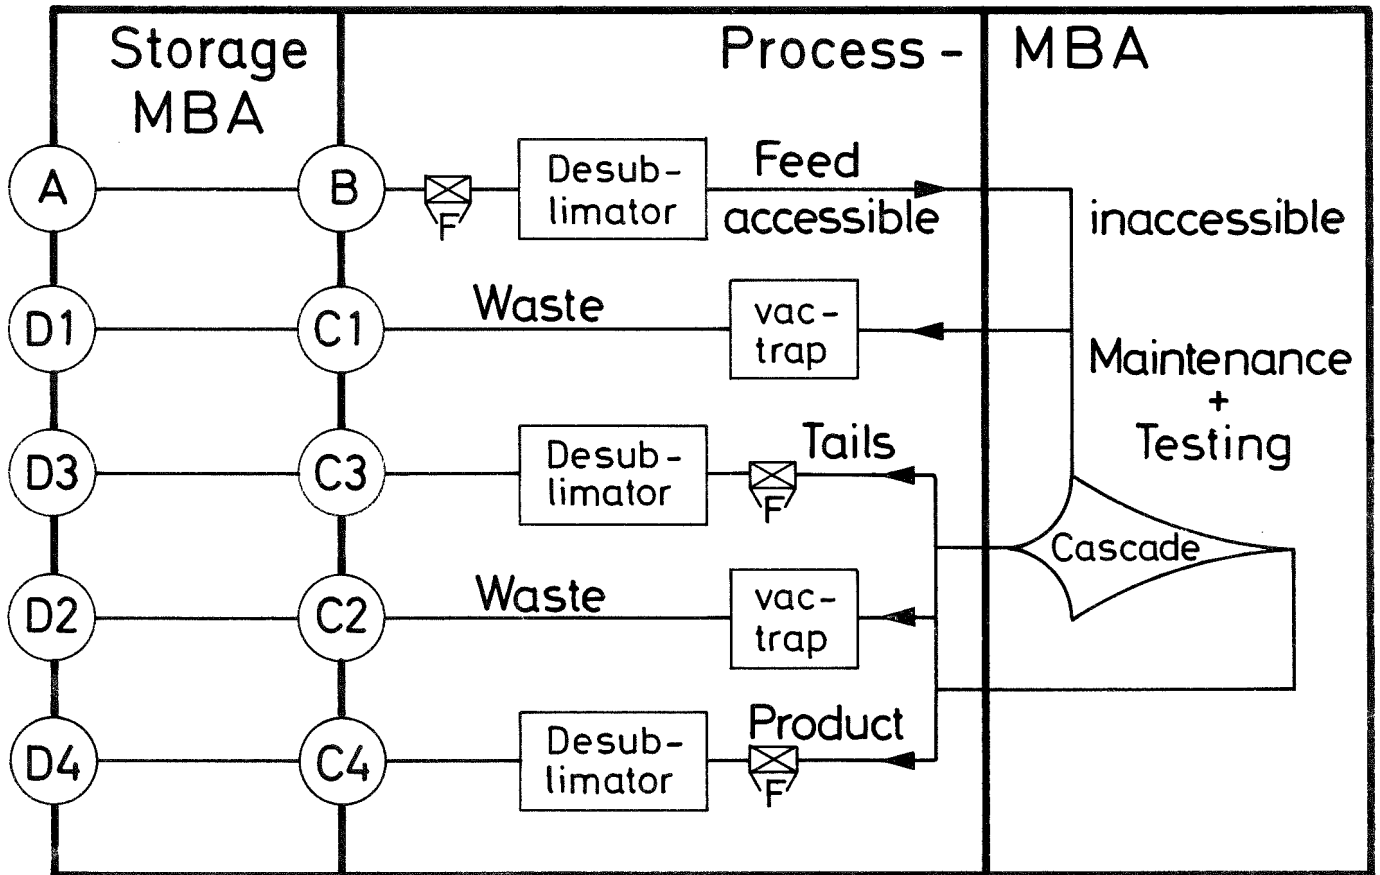 Storage
MBA
Process -
MBA
A
B
F
Desub-
limator
Feed
accessible
inaccessible
D1
C1
Waste
vac-
trap
Maintenance
+
Testing
D3
C3
Desub-
limator
F
Tails
Cascade
D2
C2
Waste
vac-
trap
D4
C4
Desub-
limator
F
Product